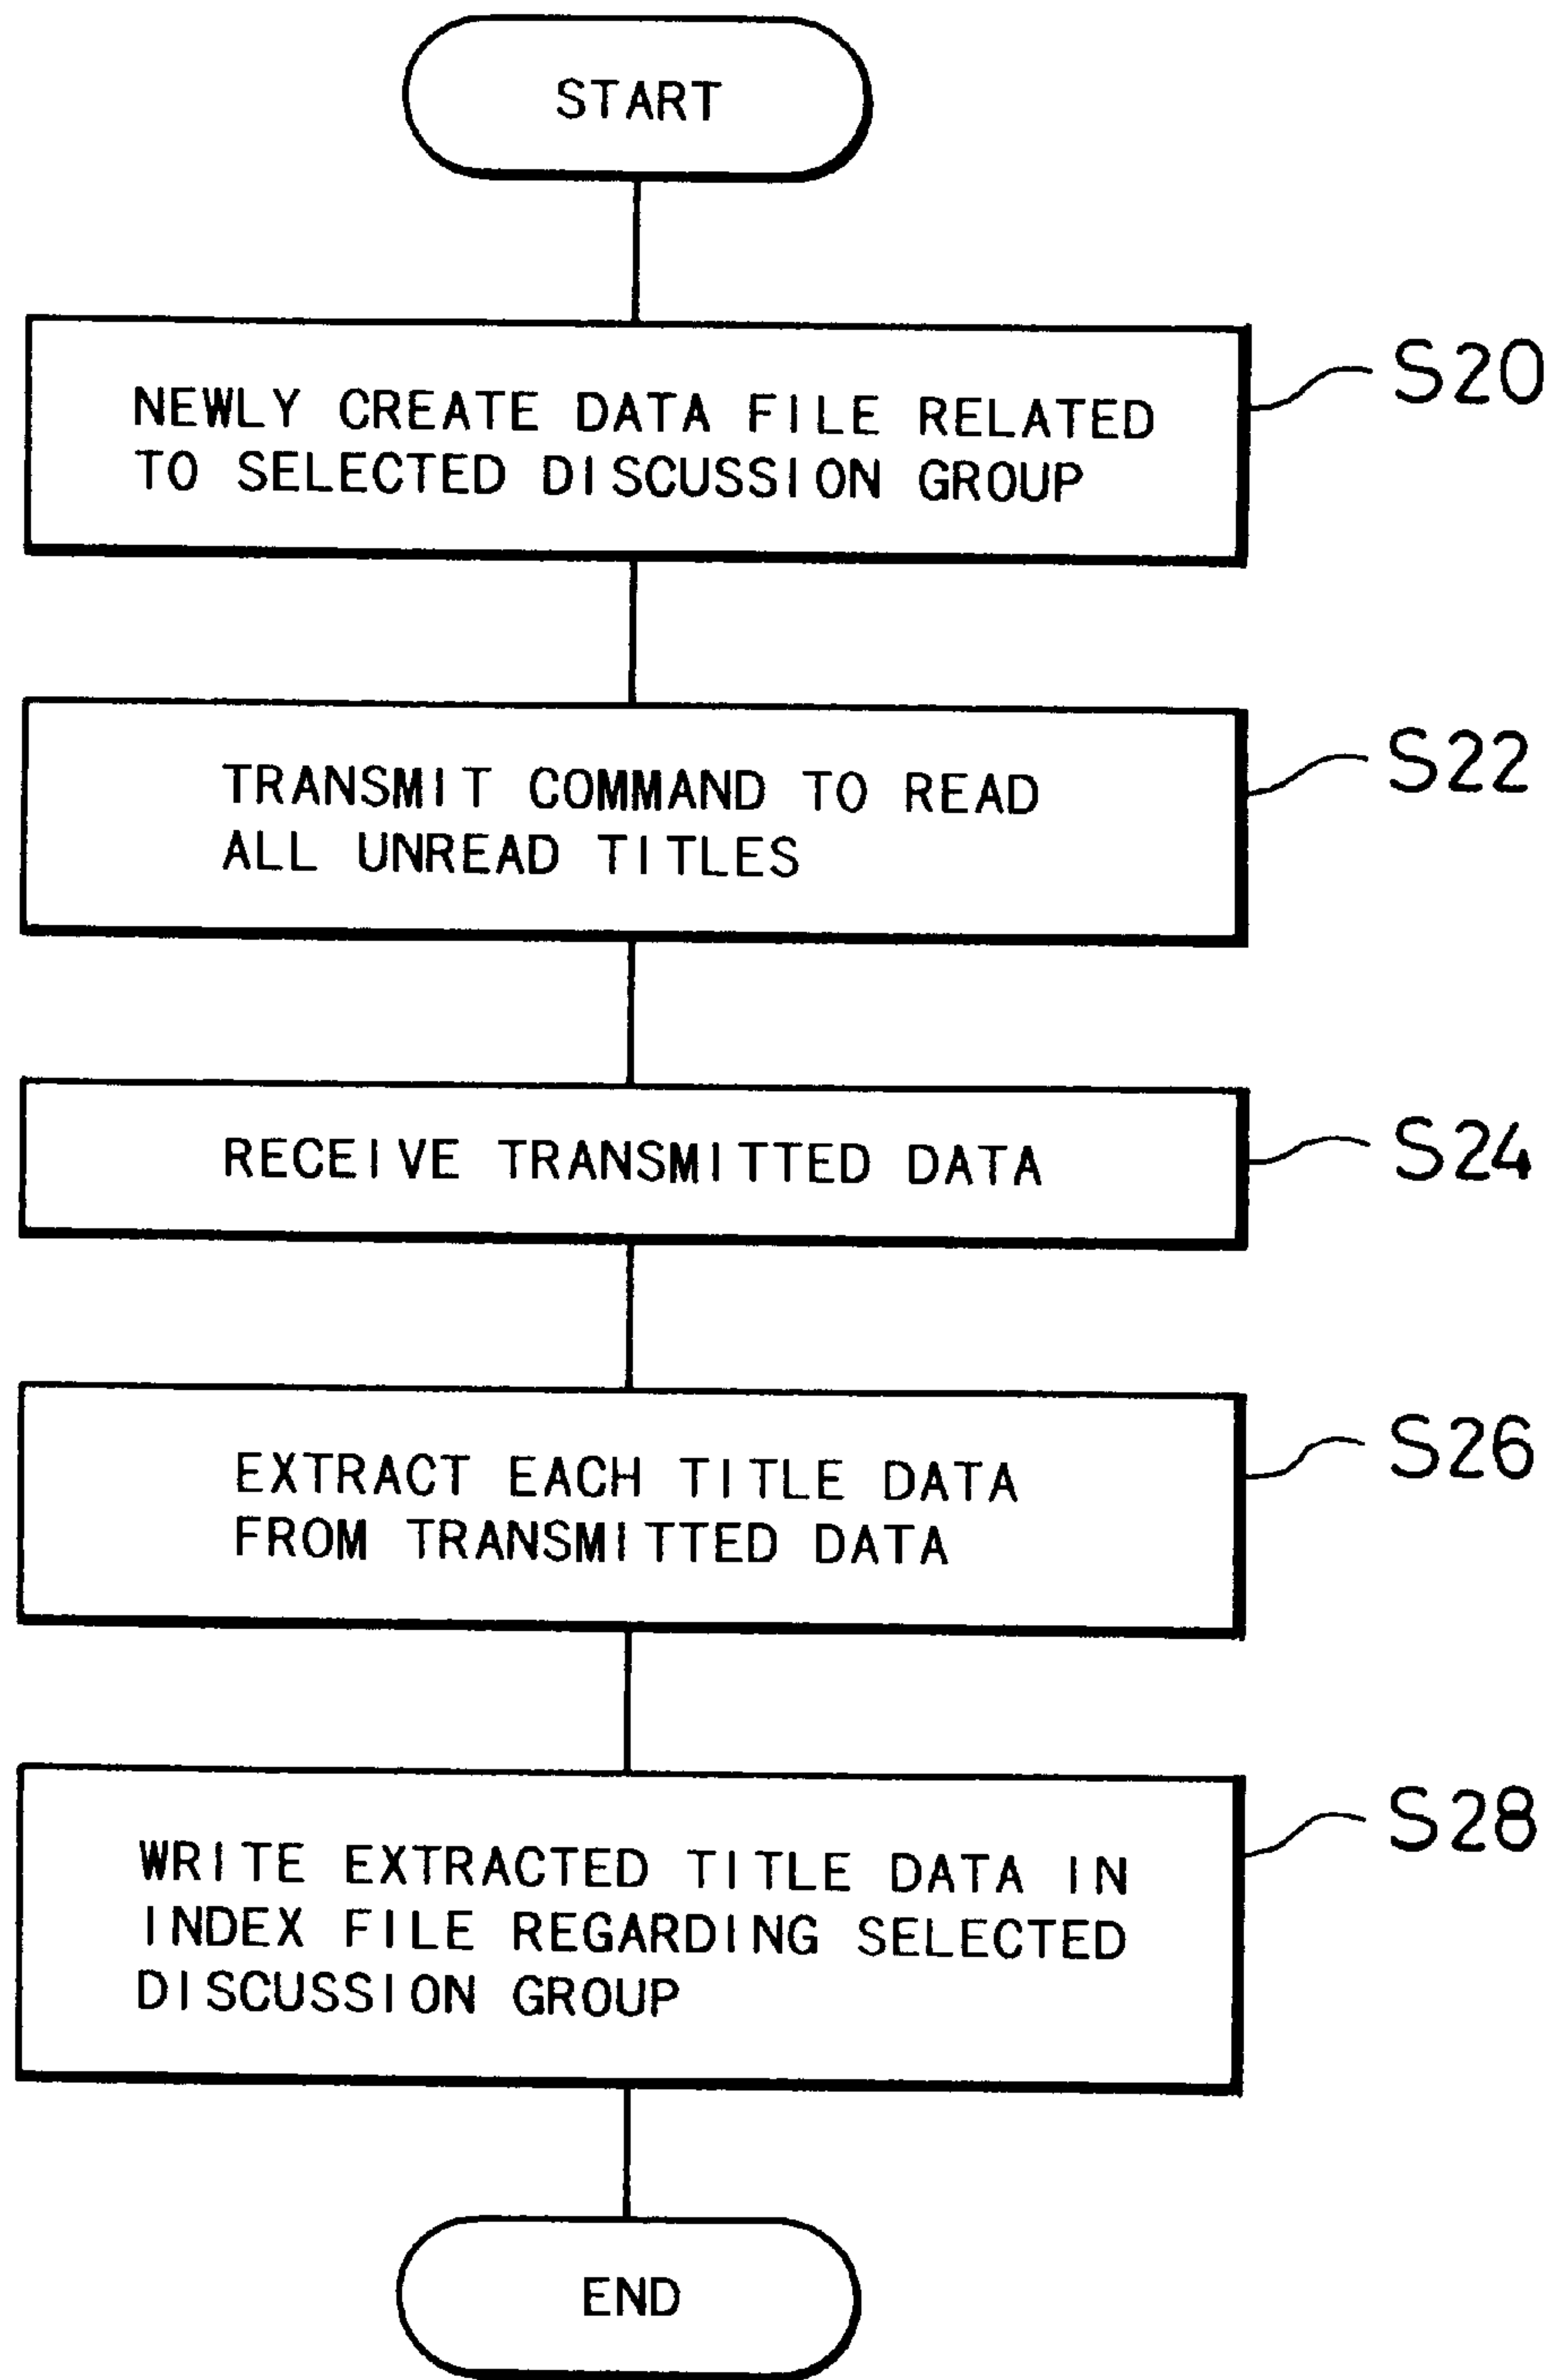 START
NEWLY CREATE DATA FILE RELATED
TO SELECTED DISCUSSION GROUP
S20
TRANSMIT COMMAND TO READ
ALL UNREAD TITLES
S22
RECEIVE TRANSMITTED DATA
S24
EXTRACT EACH TITLE DATA
FROM TRANSMITTED DATA
S26
WRITE EXTRACTED TITLE DATA IN
INDEX FILE REGARDING SELECTED
DISCUSSION GROUP
S28
END